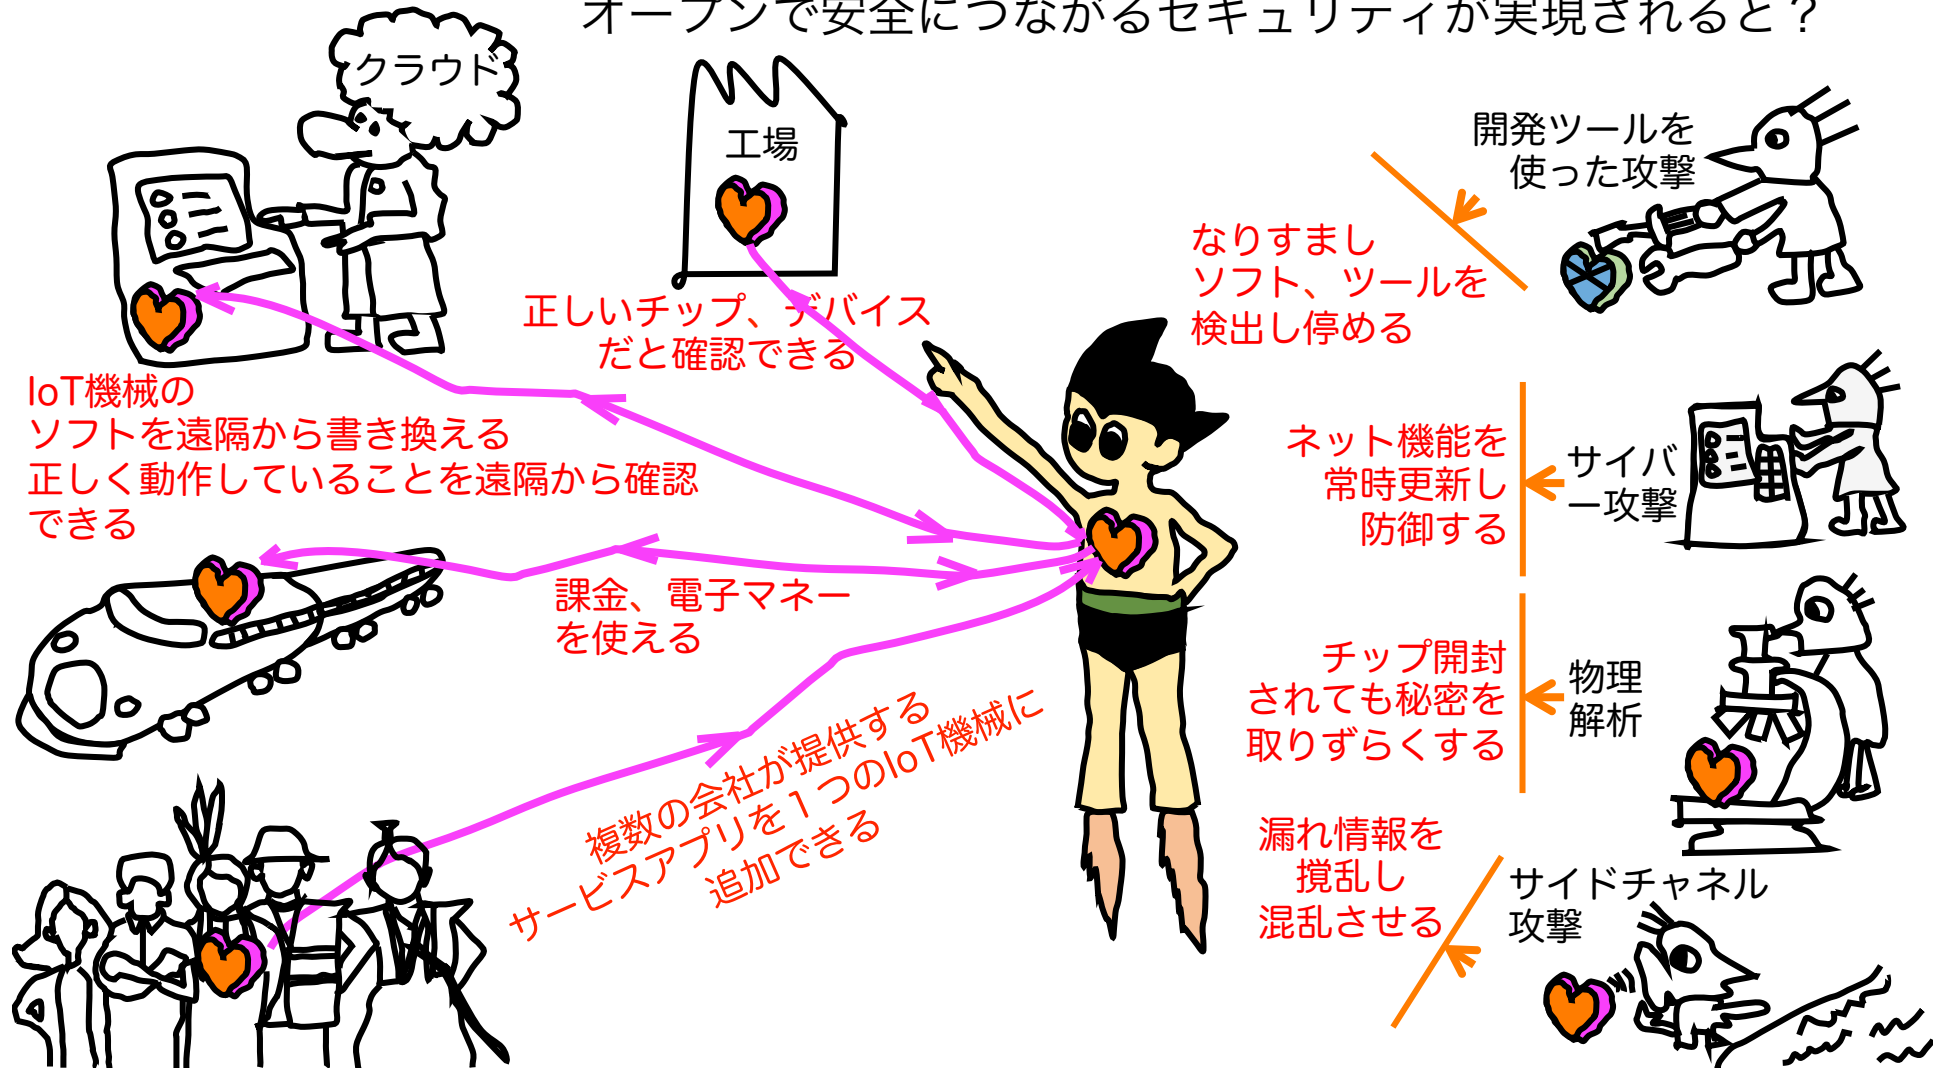 オープンで安全につながるセキュリティが実現されると？
クラウド
工場
開発ツールを
使った攻撃
なりすまし
ソフト、ツールを
検出し停める
正しいチップ、デバイス
だと確認できる
IoT機械の
ソフトを遠隔から書き換える
正しく動作していることを遠隔から確認
できる
ネット機能を
常時更新し
防御する
サイバ
ー攻撃
課金、電子マネー
を使える
チップ開封
されても秘密を
取りずらくする
物理
解析
複数の会社が提供する
サービスアプリを１つのIoT機械に
追加できる
漏れ情報を
撹乱し
混乱させる
サイドチャネル
攻撃